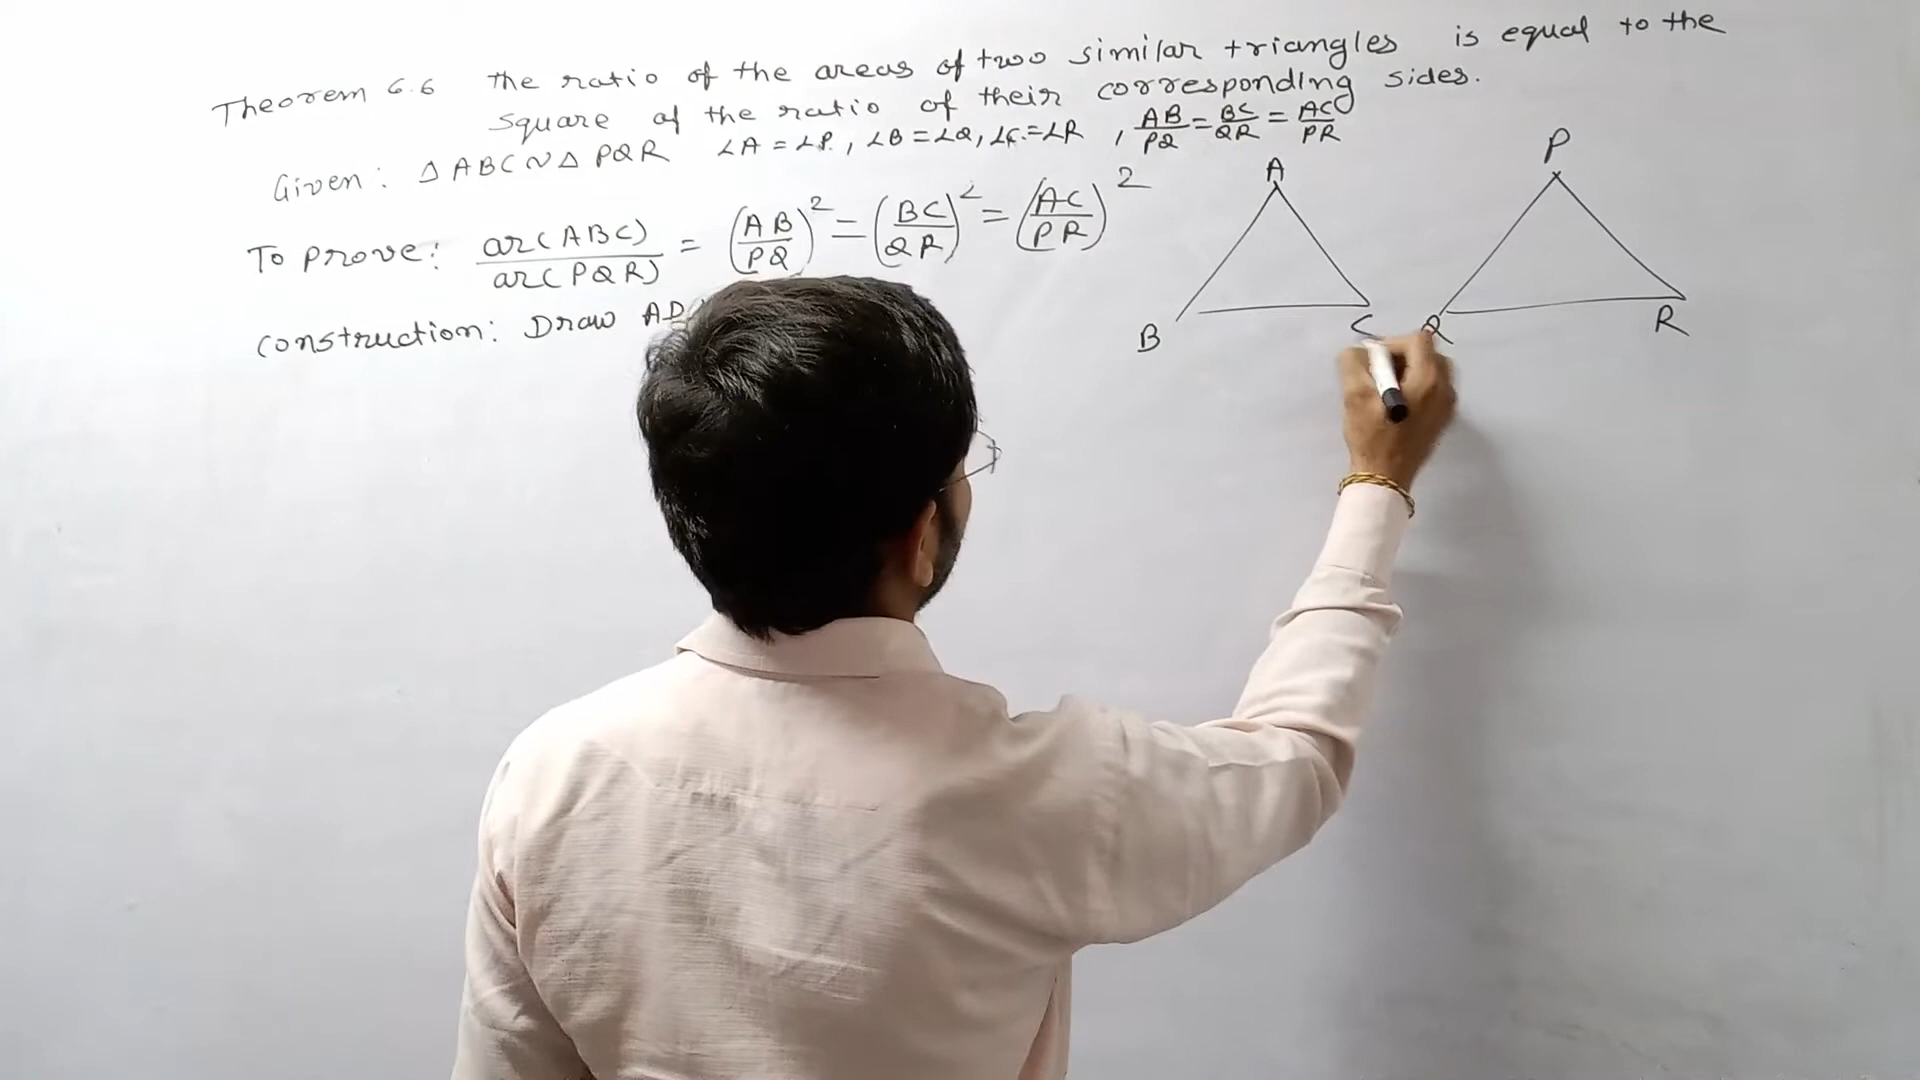 Theorem 6.6 The ratio of the areas of two similar triangles is equal to the
square of the ratio of their corresponding sides.
Given: △ABC ~ △PQR ∠A = ∠P, ∠B = ∠Q, ∠C = ∠R, AB/PQ = BC/QR = AC/PR
To prove: ar(ABC)/ar(PQR) = (AB/PQ)² = (BC/QR)² = (AC/PR)²
construction: Draw AD
A
P
B
C
Q
R